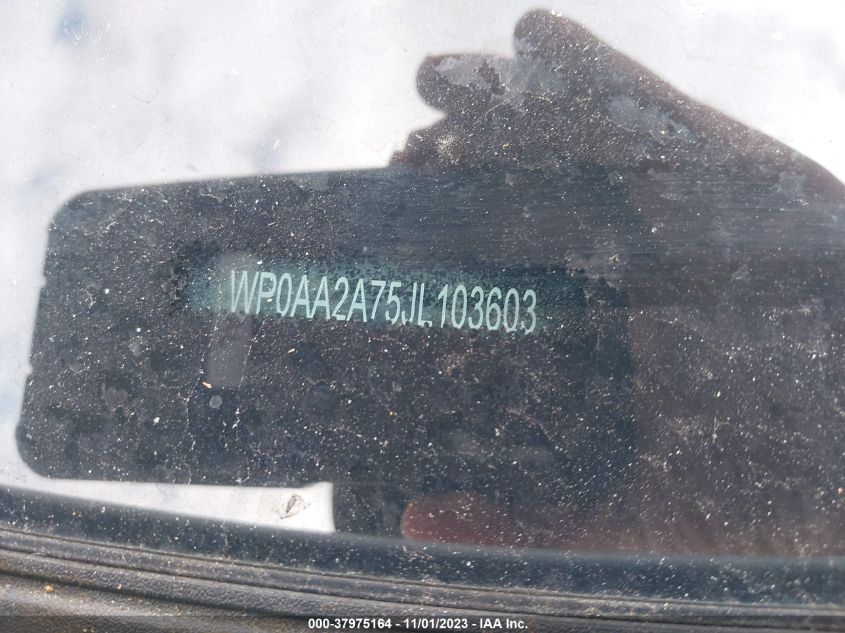 WP0AA2A75JL103603
000-37975164 - 11/01/2023 - IAA Inc.